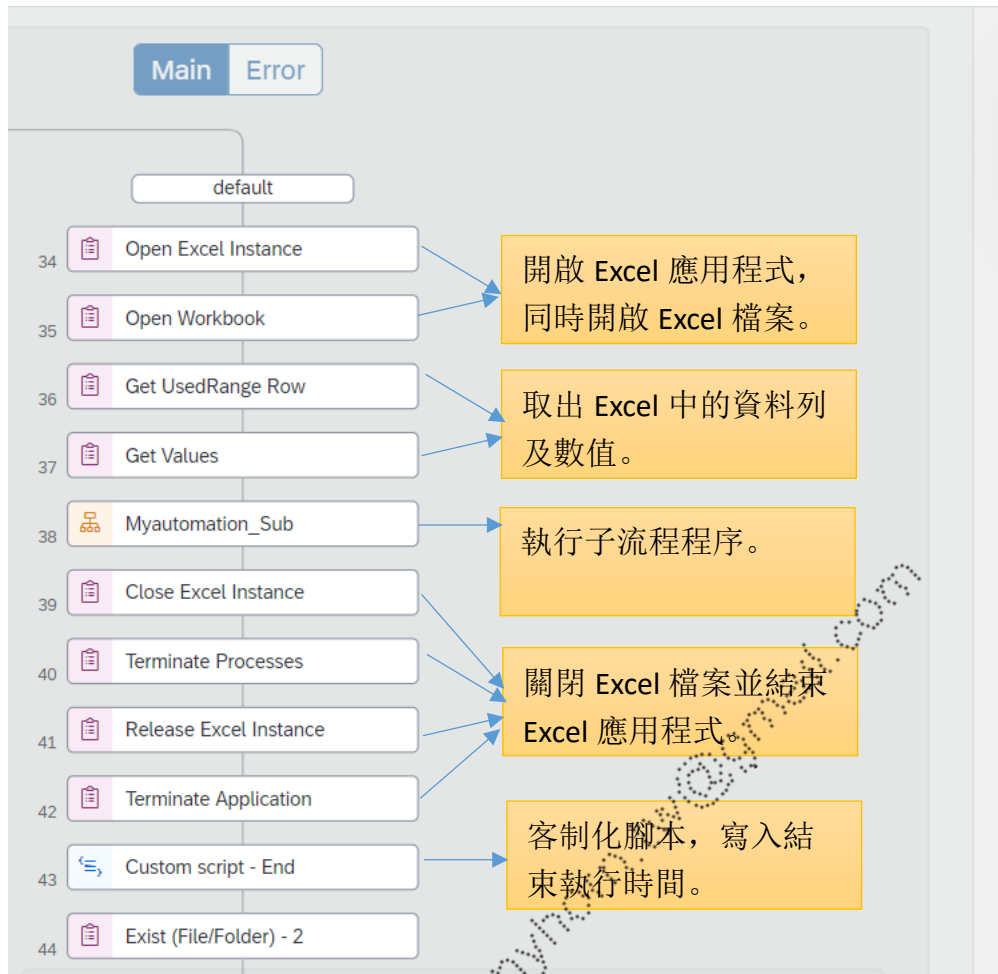 Main Error
default
34 Open Excel Instance
開啟 Excel 應用程式,
同時開啟 Excel 檔案。
35 Open Workbook
36 Get UsedRange Row
取出 Excel 中的資料列
及數值。
37 Get Values
38 Myautomation_Sub
執行子流程程序。
39 Close Excel Instance
40 Terminate Processes
關閉 Excel 檔案並結束
Excel 應用程式。
41 Release Excel Instance
42 Terminate Application
客制化腳本，寫入結
束執行時間。
43 Custom script - End
44 Exist (File/Folder) - 2